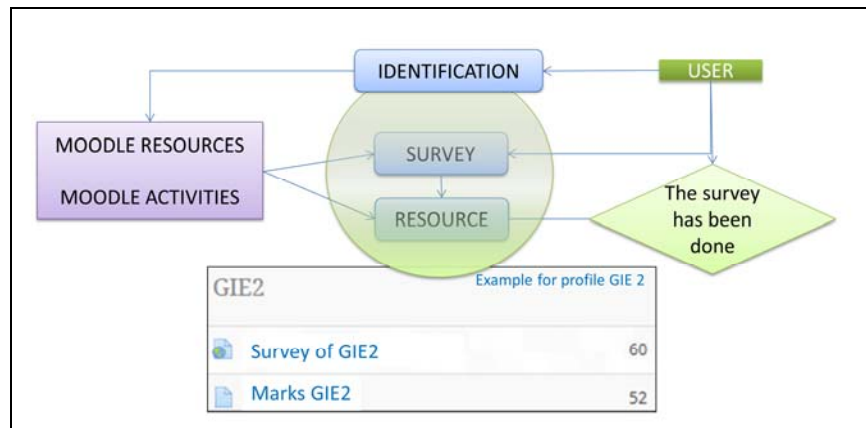 IDENTIFICATION
USER
MOODLE RESOURCES
MOODLE ACTIVITIES
SURVEY
RESOURCE
The survey
has been
done
GIE2
Example for profile GIE 2
Survey of GIE2
60
Marks GIE2
52